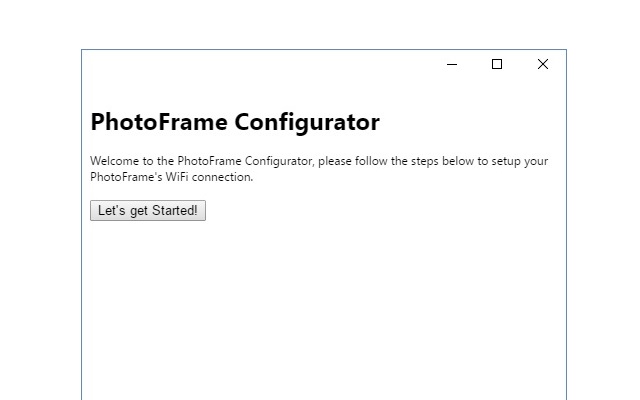 PhotoFrame Configurator
Welcome to the PhotoFrame Configurator, please follow the steps below to setup your
PhotoFrame's WiFi connection.
Let's get Started!